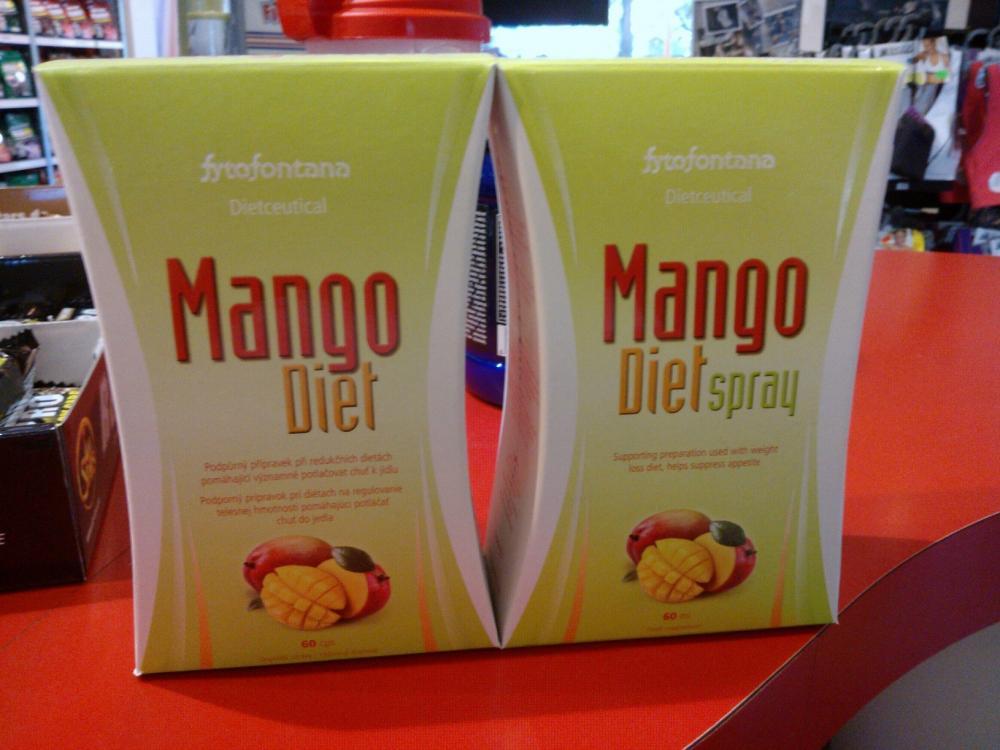 fytofontana
Dietceutical
Mango
Diet
Podpůrný přípravek při redukčních dietách
pomáhající významně potlačovat chuť k jídlu
Podporný prípravok pri diétach na regulovanie
telesnej hmotnosti pomáhajúci potláčať
chuť do jedla
60 cps
fytofontana
Dietceutical
Mango
Diet spray
Supporting preparation used with weight
loss diet, helps suppress appetite
60 ml